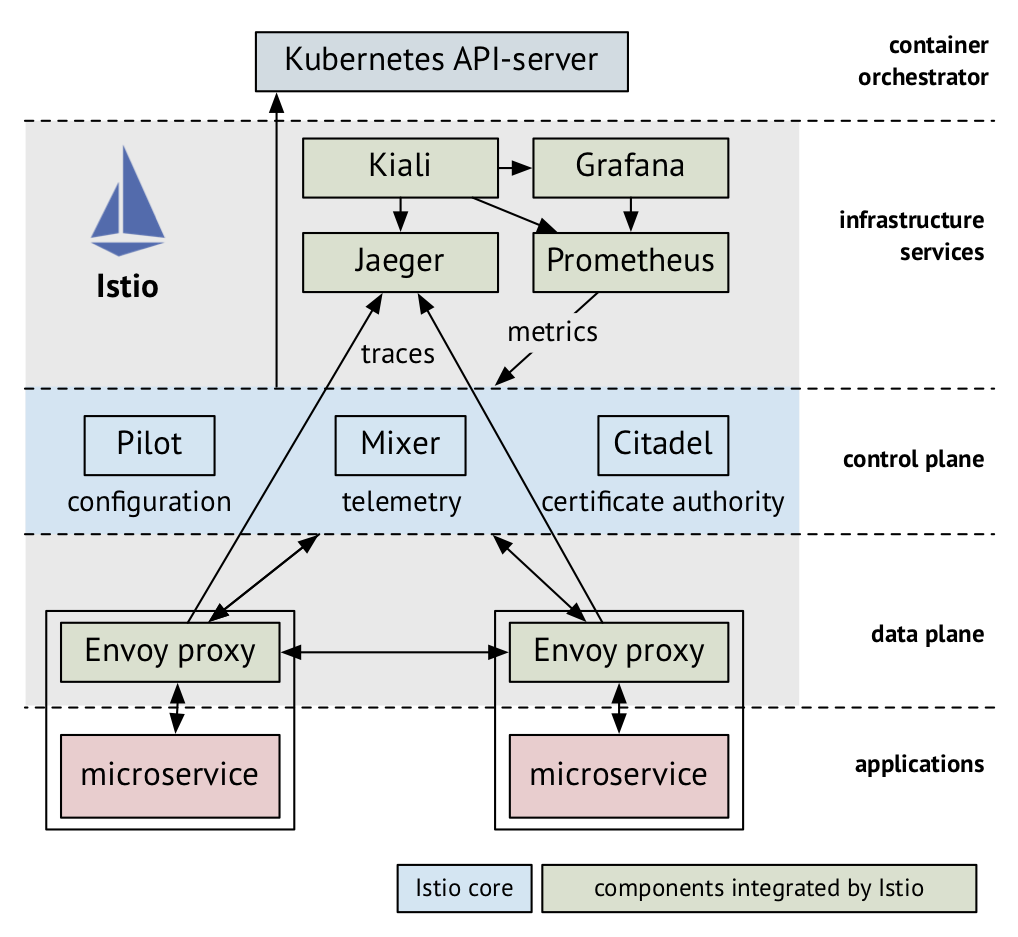 Kubernetes API-server
container
orchestrator
Kiali
Grafana
Istio
Jaeger
Prometheus
infrastructure
services
metrics
traces
Pilot
Mixer
Citadel
configuration
telemetry
certificate authority
control plane
Envoy proxy
Envoy proxy
data plane
microservice
microservice
applications
Istio core
components integrated by Istio